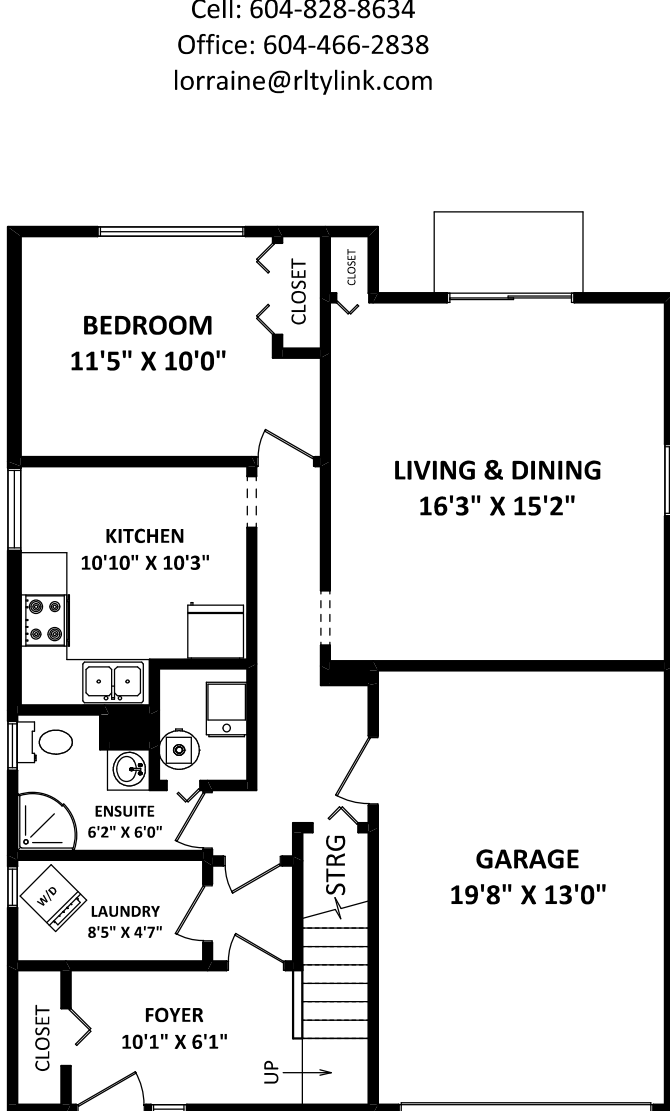 Cell: 604-828-8634
Office: 604-466-2838
lorraine@rltylink.com
CLOSET
CLOSET
BEDROOM
11'5" X 10'0"
LIVING & DINING
16'3" X 15'2"
KITCHEN
10'10" X 10'3"
ENSUITE
6'2" X 6'0"
STRG
GARAGE
19'8" X 13'0"
W/D
LAUNDRY
8'5" X 4'7"
CLOSET
FOYER
10'1" X 6'1"
UP